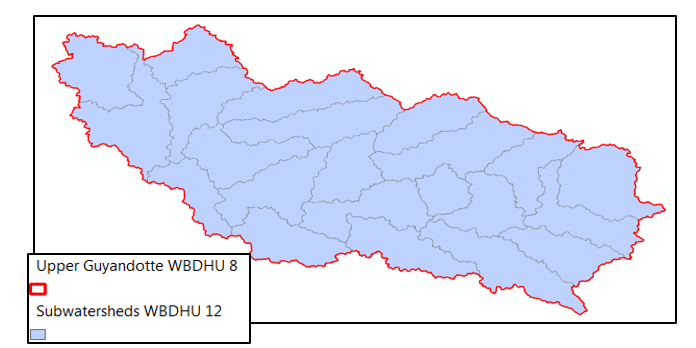 Upper Guyandotte WBDHU 8
Subwatersheds WBDHU 12